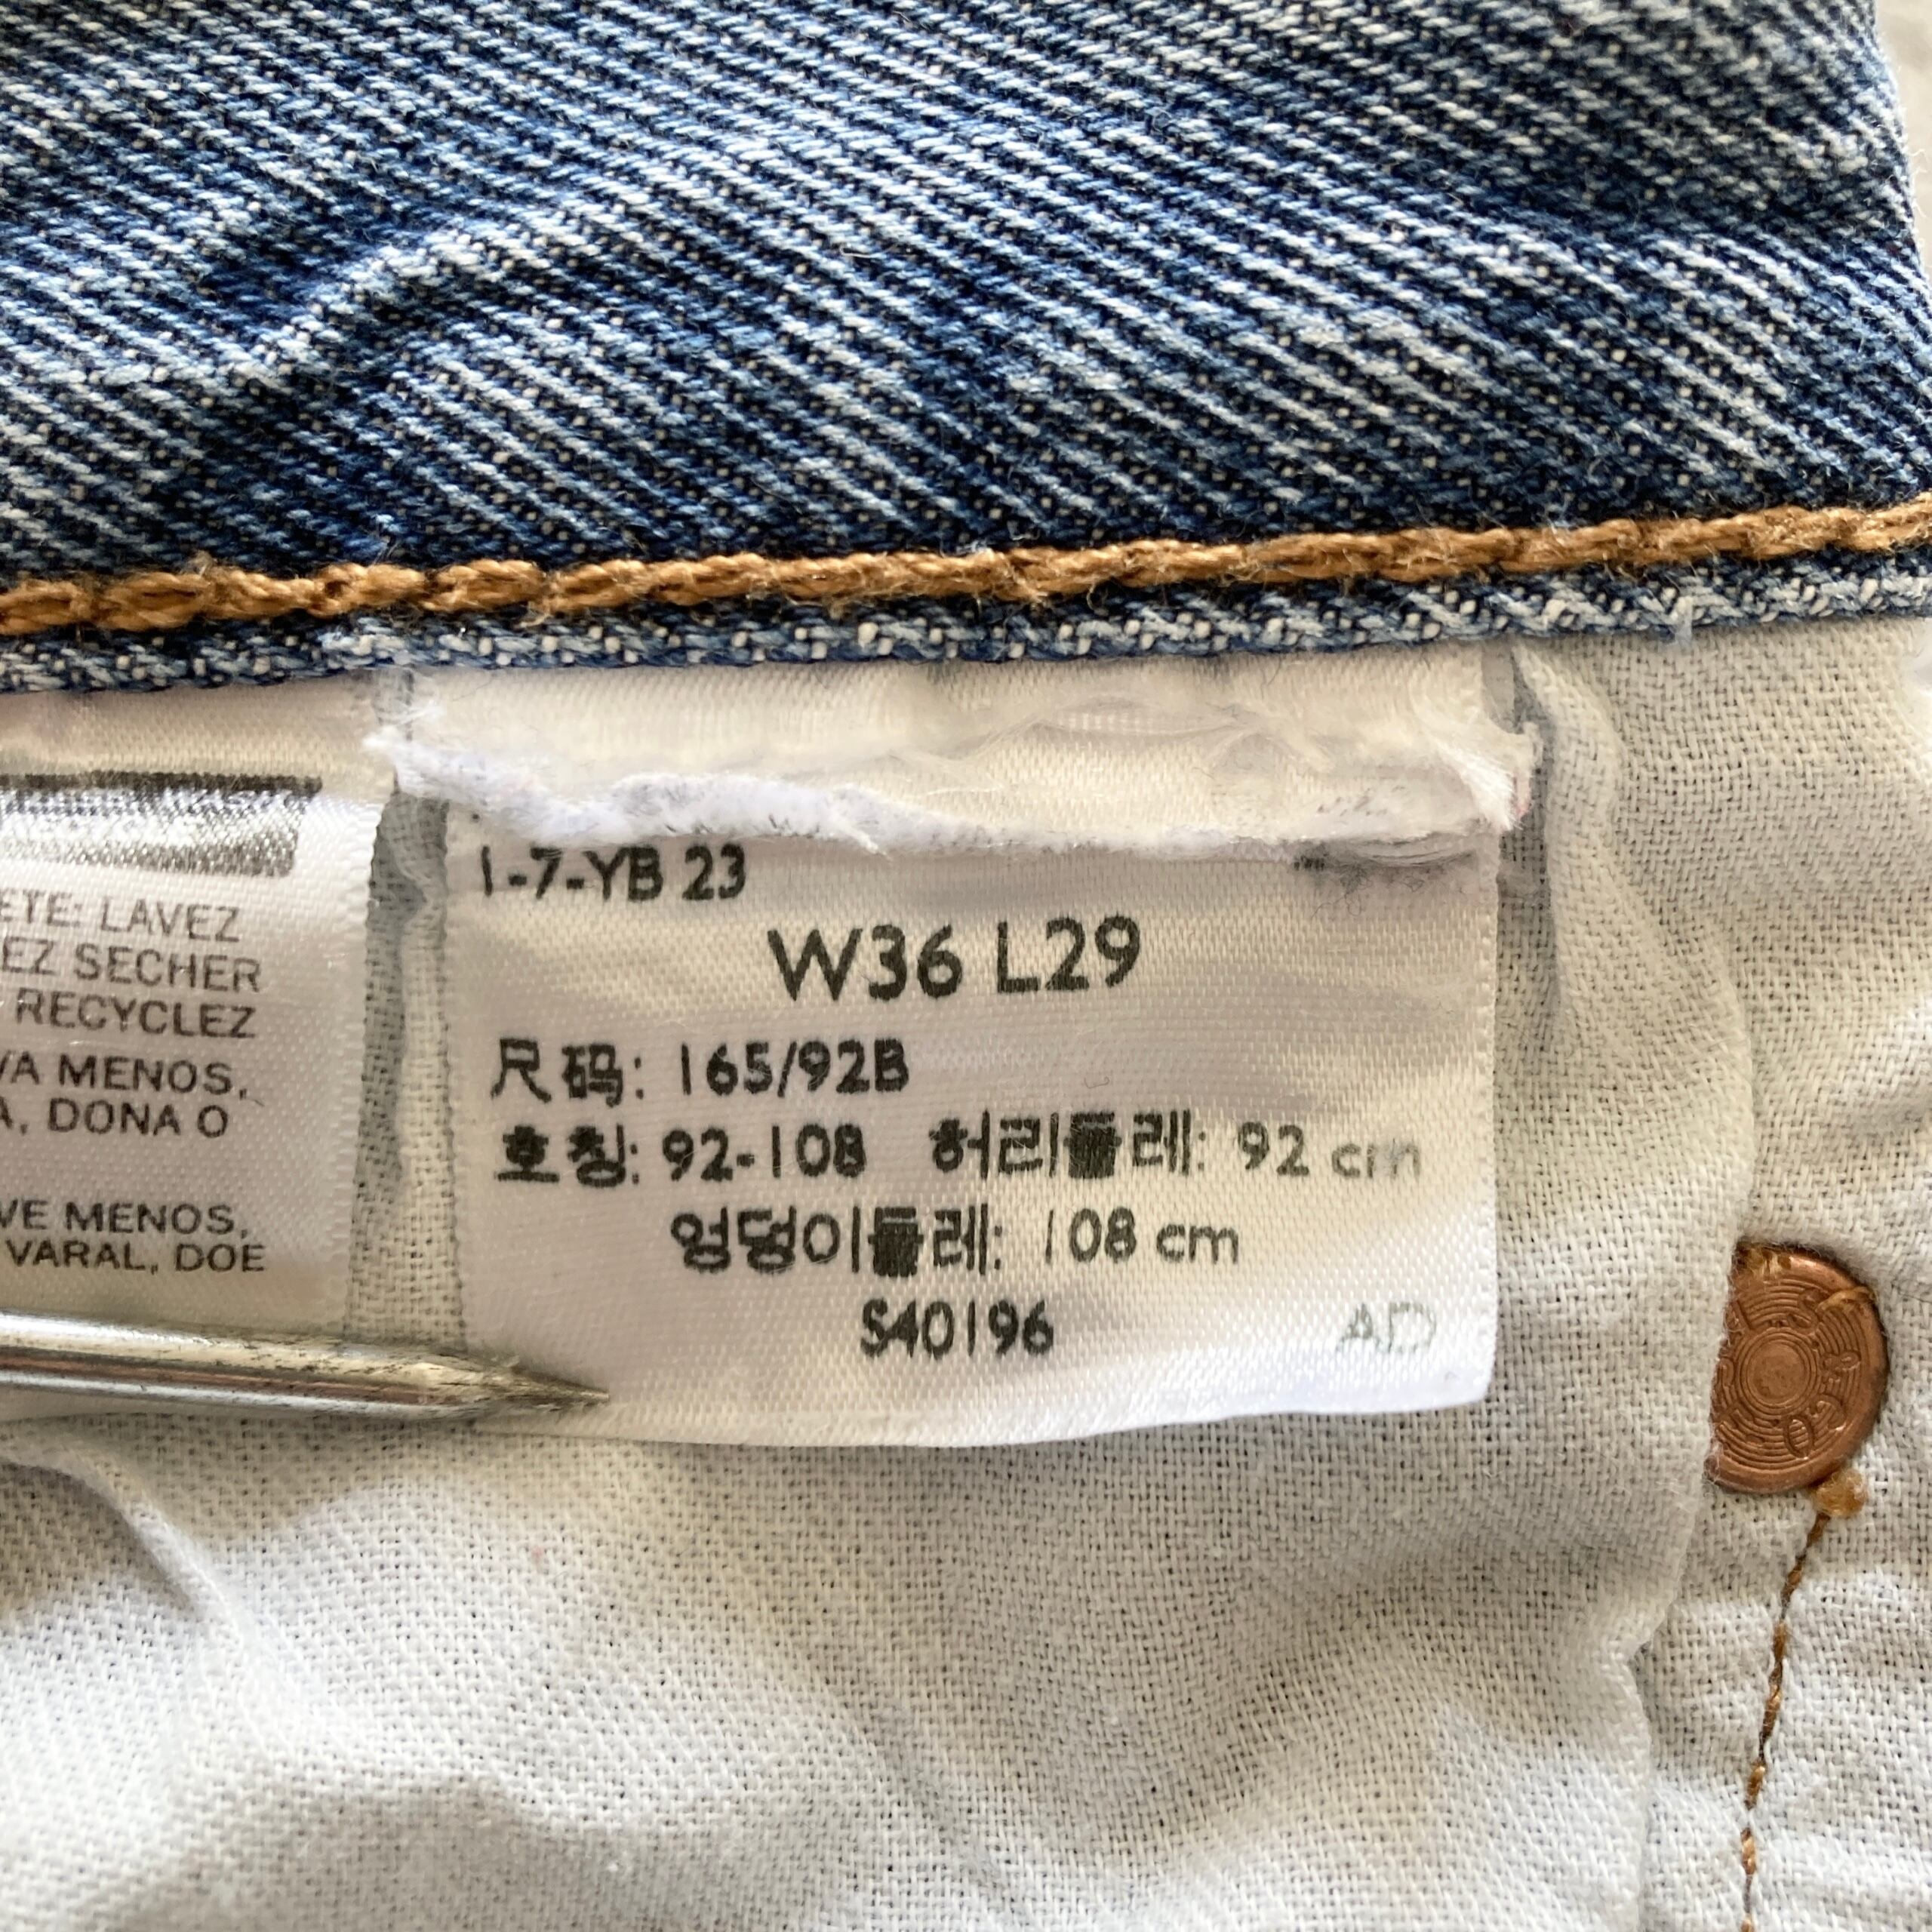 ETE: LAVEZ
EZ SECHER
RECYCLEZ
VA MENOS,
A, DONA O
VE MENOS,
VARAL, DOE
1-7-YB 23
W36 L29
尺码: 165/92B
호칭: 92-108 허리둘레: 92 cm
엉덩이둘레: 108 cm
S40196 AD